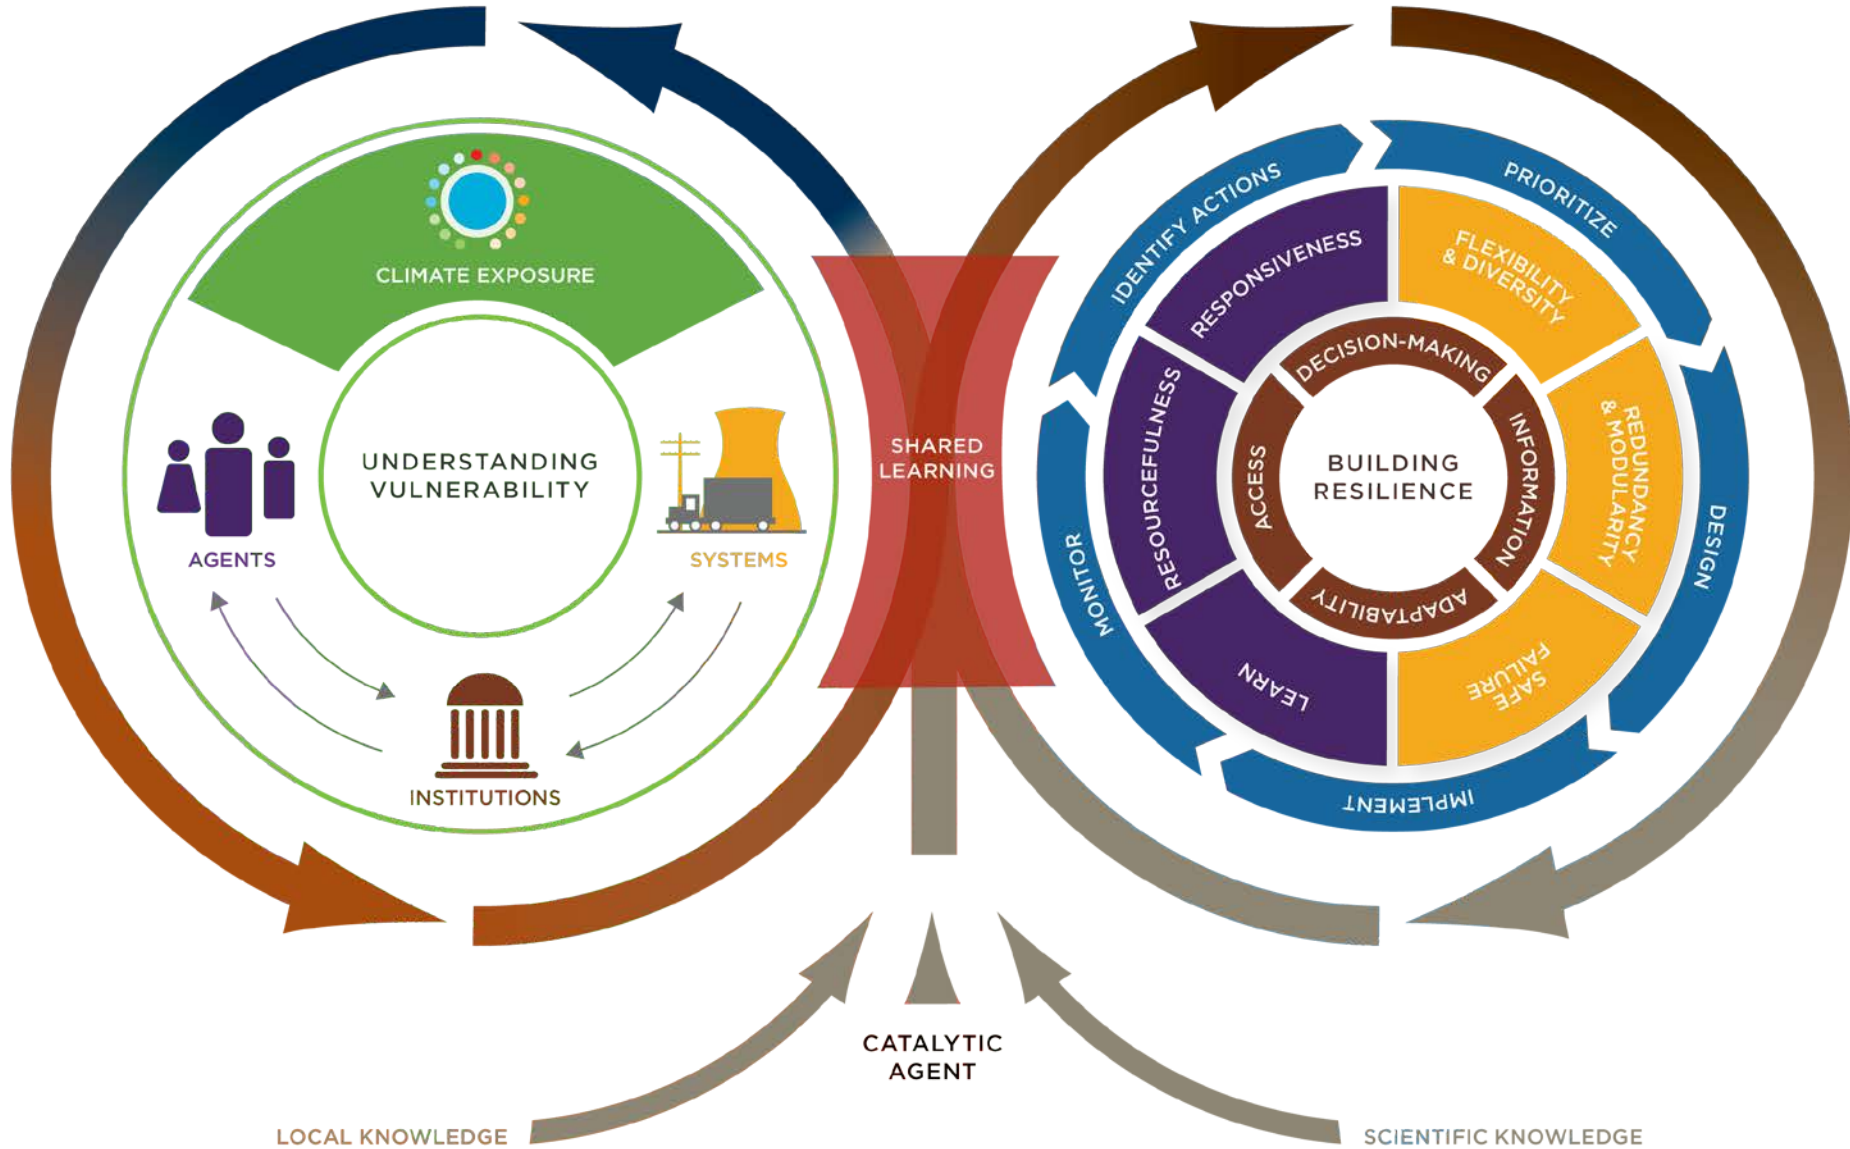 CLIMATE EXPOSURE
UNDERSTANDING
VULNERABILITY
AGENTS
SYSTEMS
INSTITUTIONS
SHARED
LEARNING
IDENTIFY ACTIONS
PRIORITIZE
DESIGN
IMPLEMENT
MONITOR
RESPONSIVENESS
FLEXIBILITY
& DIVERSITY
REDUNDANCY
& MODULARITY
SAFE
FAILURE
LEARN
RESOURCEFULNESS
DECISION-MAKING
INFORMATION
ADAPTABILITY
ACCESS
BUILDING
RESILIENCE
CATALYTIC
AGENT
LOCAL KNOWLEDGE
SCIENTIFIC KNOWLEDGE